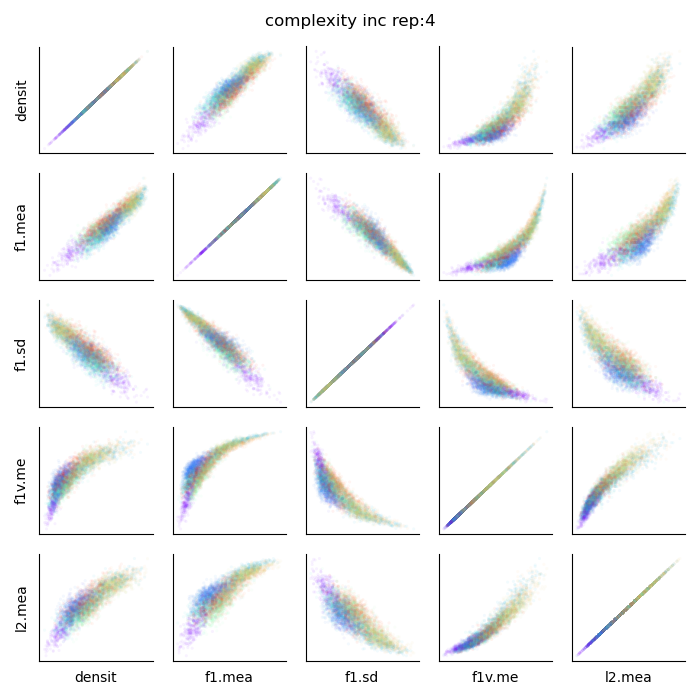 complexity inc rep:4
densit
f1.mea
f1.sd
f1v.me
l2.mea
densit
f1.mea
f1.sd
f1v.me
l2.mea